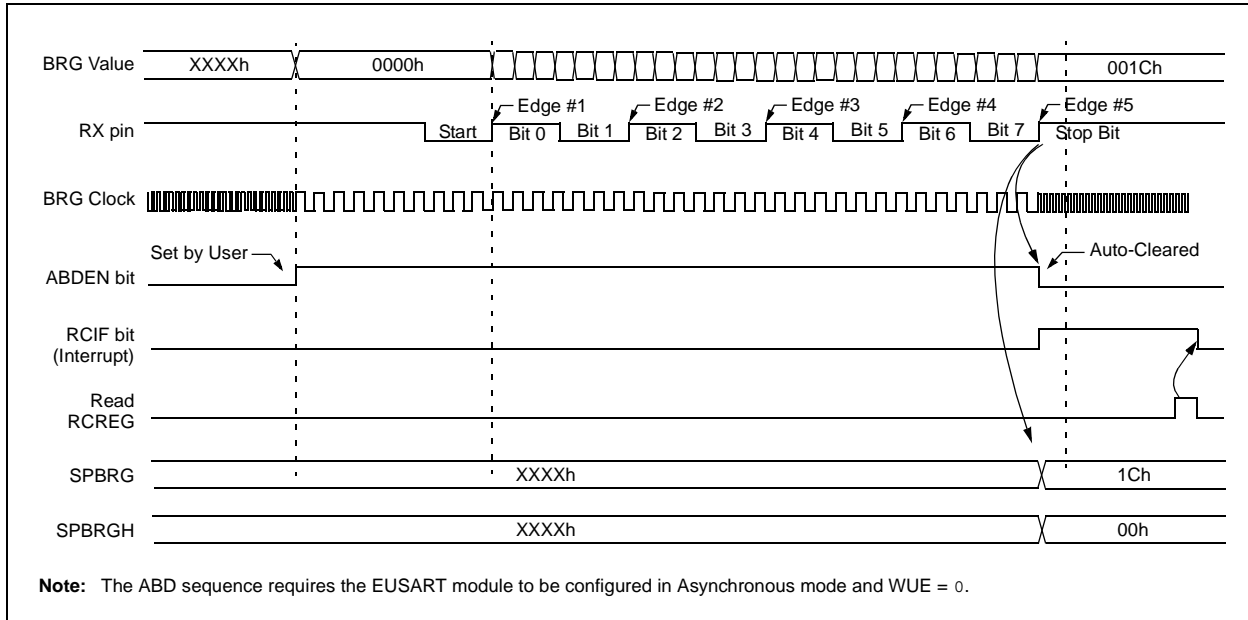 BRG Value XXXXh 0000h 001Ch
Edge #1 Edge #2 Edge #3 Edge #4 Edge #5
RX pin Start Bit 0 Bit 1 Bit 2 Bit 3 Bit 4 Bit 5 Bit 6 Bit 7 Stop Bit
BRG Clock
Set by User Auto-Cleared
ABDEN bit
RCIF bit
(Interrupt)
Read
RCREG
SPBRG XXXXh 1Ch
SPBRGH XXXXh 00h
Note: The ABD sequence requires the EUSART module to be configured in Asynchronous mode and WUE = 0.